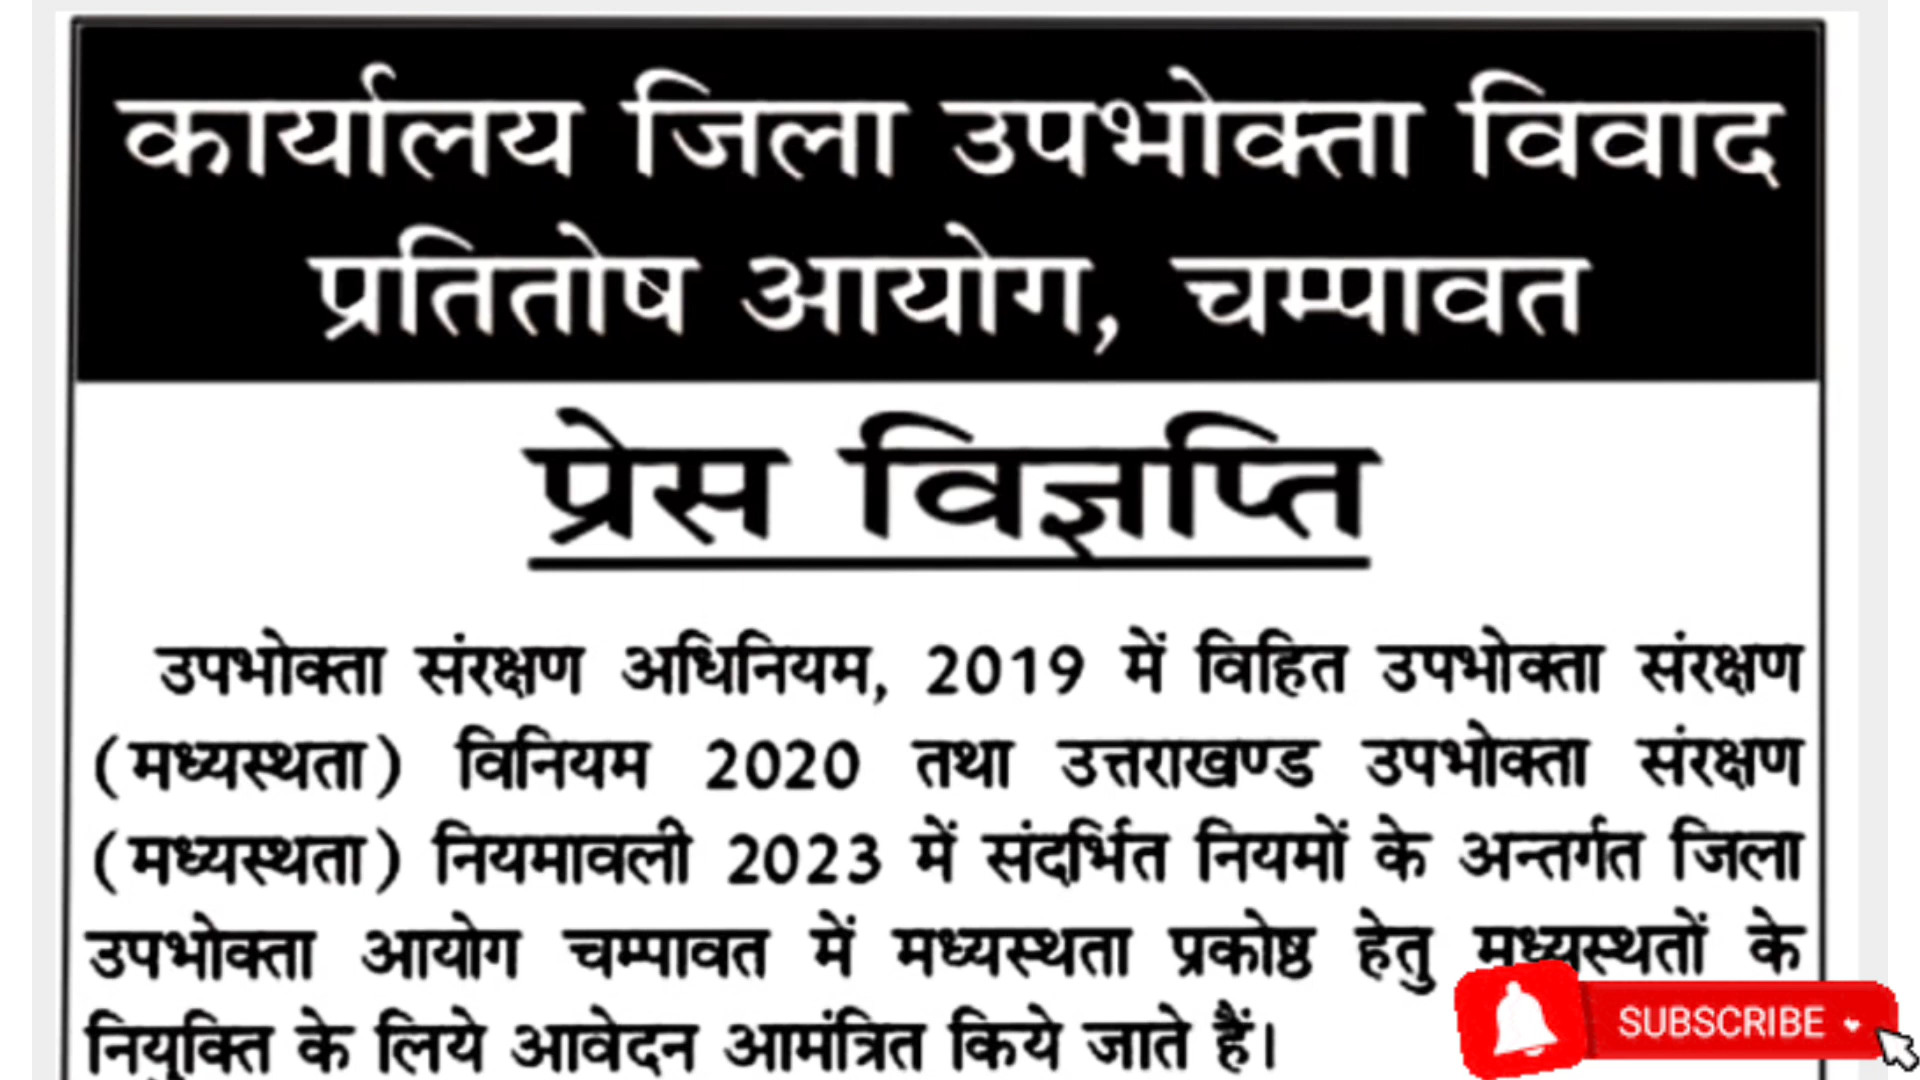 कार्यालय जिला उपभोक्ता विवाद
प्रतितोष आयोग, चम्पावत
प्रेस विज्ञप्ति
उपभोक्ता संरक्षण अधिनियम, 2019 में विहित उपभोक्ता संरक्षण
(मध्यस्थता) विनियम 2020 तथा उत्तराखण्ड उपभोक्ता संरक्षण
(मध्यस्थता) नियमावली 2023 में संदर्भित नियमों के अन्तर्गत जिला
उपभोक्ता आयोग चम्पावत में मध्यस्थता प्रकोष्ठ हेतु मध्यस्थतों के
नियुक्ति के लिये आवेदन आमंत्रित किये जाते हैं।
SUBSCRIBE